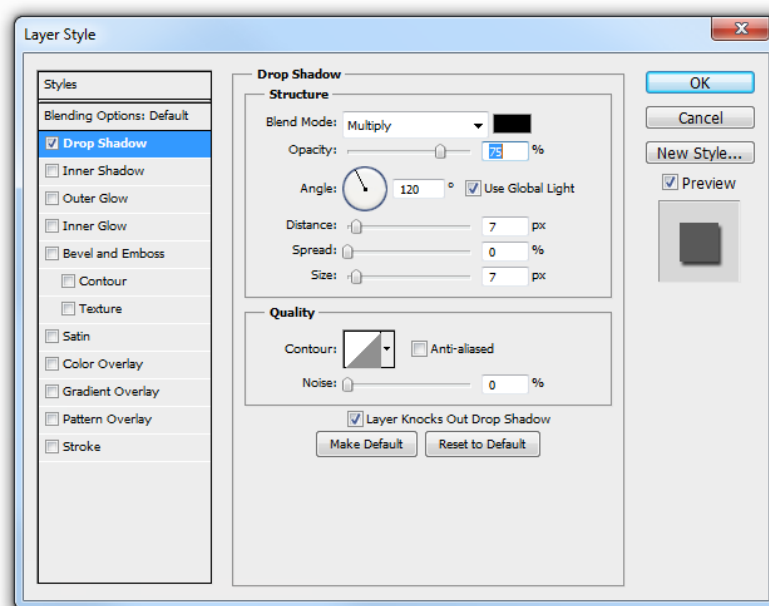 Layer Style
Styles
Blending Options: Default
Drop Shadow
Inner Shadow
Outer Glow
Inner Glow
Bevel and Emboss
Contour
Texture
Satin
Color Overlay
Gradient Overlay
Pattern Overlay
Stroke
Drop Shadow
Structure
Blend Mode: Multiply
Opacity: 75 %
Angle: 120 ° Use Global Light
Distance: 7 px
Spread: 0 %
Size: 7 px
Quality
Contour: Anti-aliased
Noise: 0 %
Layer Knocks Out Drop Shadow
Make Default Reset to Default
OK
Cancel
New Style...
Preview